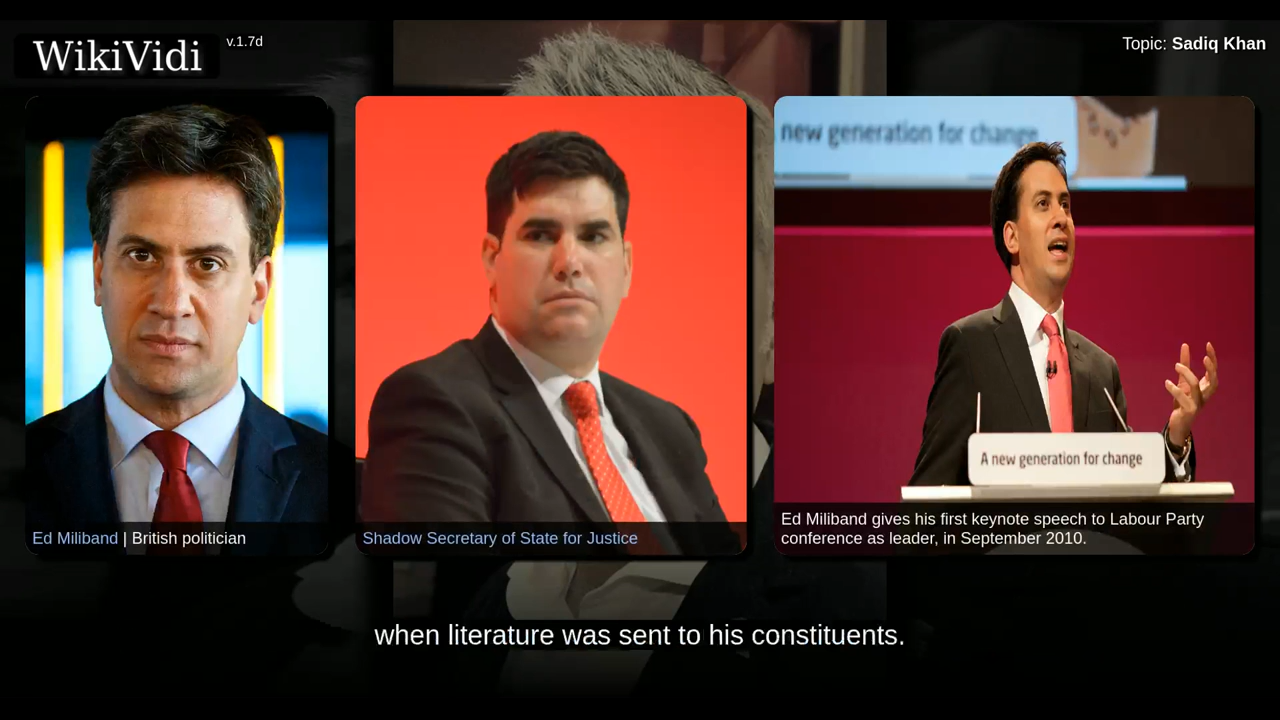 WikiVidi
v.1.7d
Topic: Sadiq Khan
new generation for change
A new generation for change
Ed Miliband | British politician
Shadow Secretary of State for Justice
Ed Miliband gives his first keynote speech to Labour Party
conference as leader, in September 2010.
when literature was sent to his constituents.